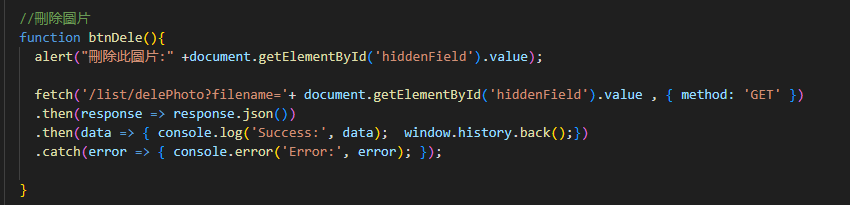 //刪除圖片
function btnDele(){
alert("刪除此圖片:" +document.getElementById('hiddenField').value);
fetch('/list/delePhoto?filename='+ document.getElementById('hiddenField').value , { method: 'GET' })
.then(response => response.json())
.then(data => { console.log('Success:', data);  window.history.back();})
.catch(error => { console.error('Error:', error); });
}